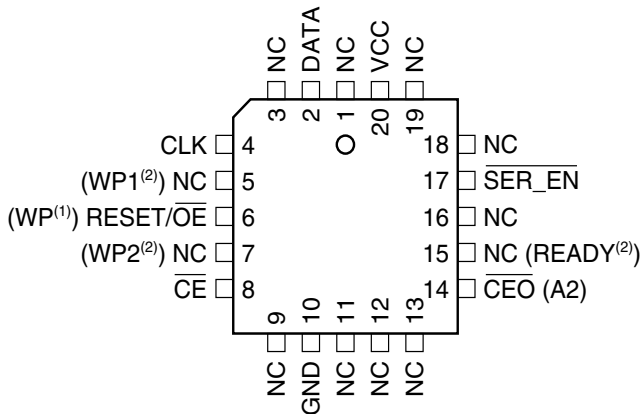 NC
DATA
NC
VCC
NC
3
2
1
20
19
CLK 4
18 NC
(WP1(2)) NC 5
17 SER_EN
(WP(1)) RESET/OE 6
16 NC
(WP2(2)) NC 7
15 NC (READY(2))
CE 8
14 CEO (A2)
9
10
11
12
13
NC
GND
NC
NC
NC